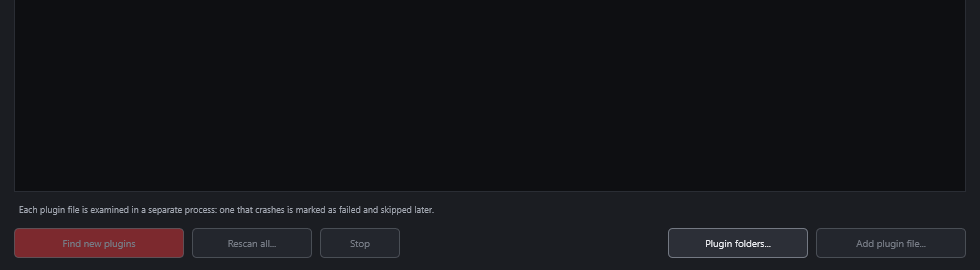 Each plugin file is examined in a separate process: one that crashes is marked as failed and skipped later.
Find new plugins
Rescan all...
Stop
Plugin folders...
Add plugin file...